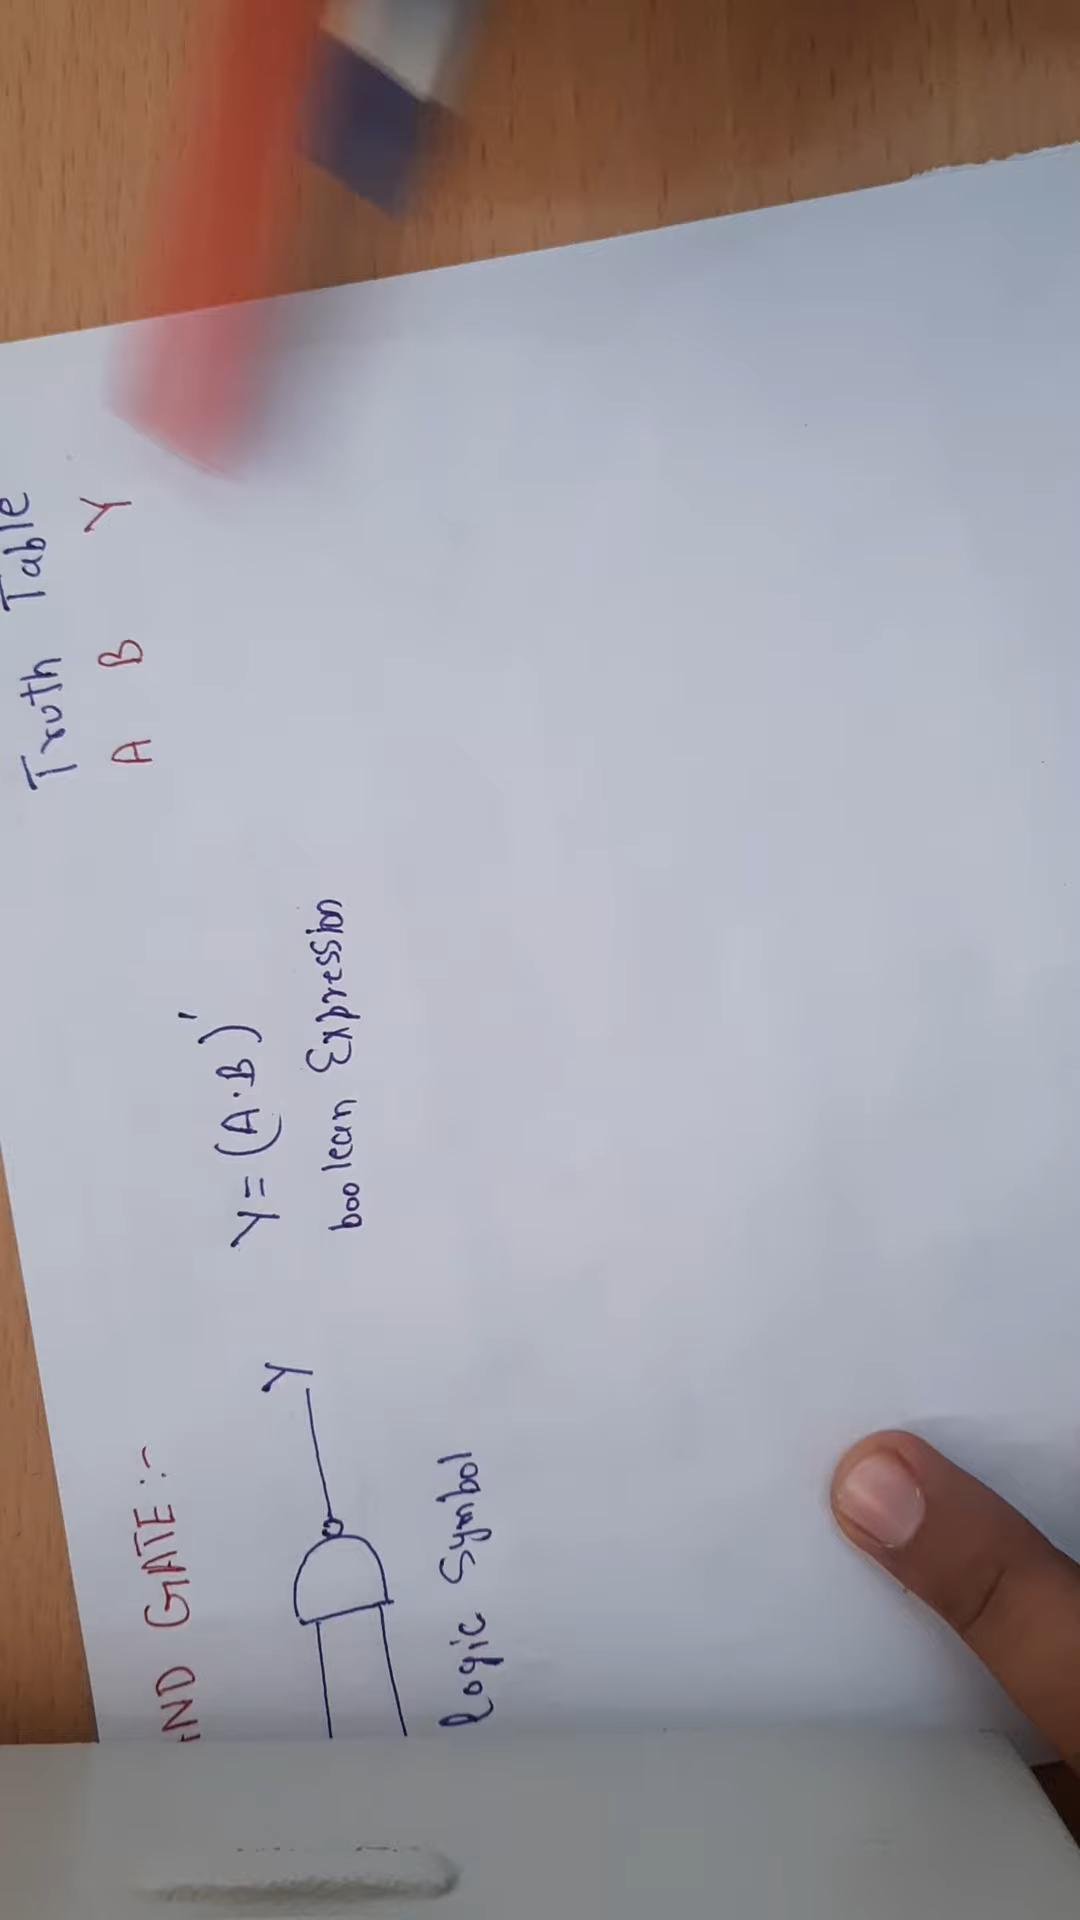 ND GATE :-
Y
Y = (A·B)'
boolean Expression
Logic Symbol
Truth Table
A B Y